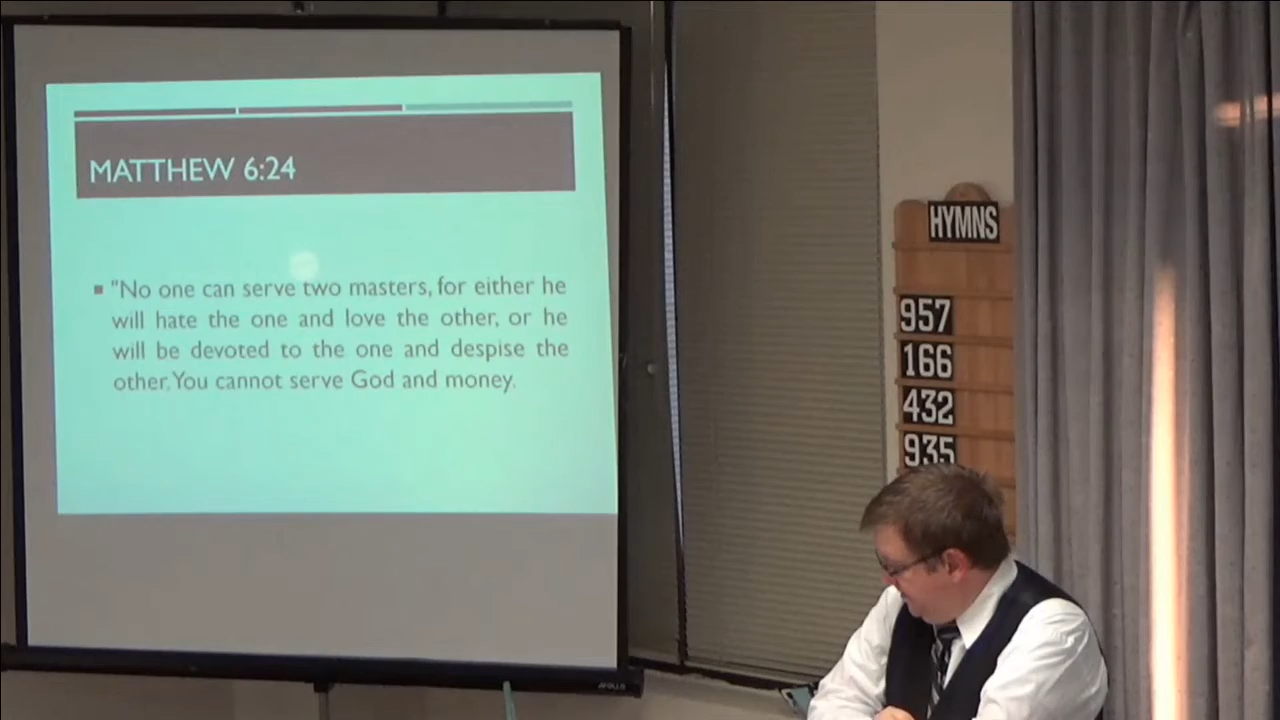 MATTHEW 6:24
"No one can serve two masters, for either he
will hate the one and love the other, or he
will be devoted to the one and despise the
other. You cannot serve God and money.
HYMNS
957
166
432
935
APOLLO